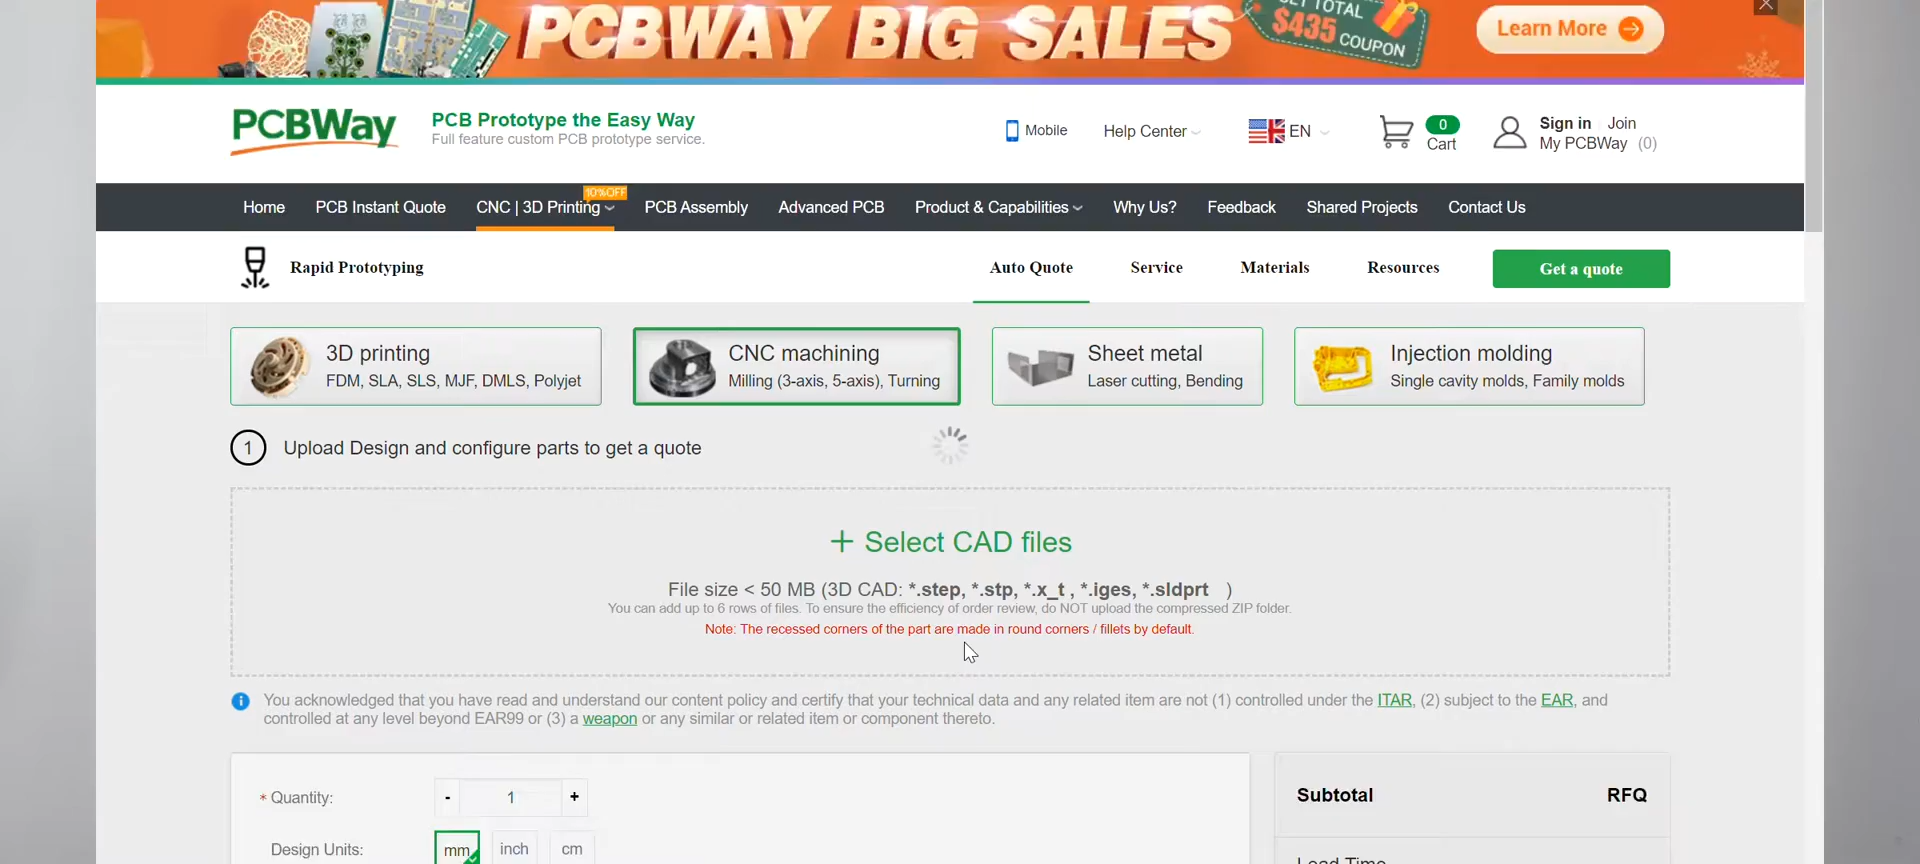 PCBWAY BIG SALES
GET TOTAL
$435
COUPON
Learn More
PCBWay
PCB Prototype the Easy Way
Full feature custom PCB prototype service.
Mobile
Help Center
EN
0
Cart
Sign in
Join
My PCBWay (0)
10%OFF
Home
PCB Instant Quote
CNC | 3D Printing
PCB Assembly
Advanced PCB
Product & Capabilities
Why Us?
Feedback
Shared Projects
Contact Us
Rapid Prototyping
Auto Quote
Service
Materials
Resources
Get a quote
3D printing
FDM, SLA, SLS, MJF, DMLS, Polyjet
CNC machining
Milling (3-axis, 5-axis), Turning
Sheet metal
Laser cutting, Bending
Injection molding
Single cavity molds, Family molds
1
Upload Design and configure parts to get a quote
+ Select CAD files
File size < 50 MB (3D CAD: *.step, *.stp, *.x_t , *.iges, *.sldprt )
You can add up to 6 rows of files. To ensure the efficiency of order review, do NOT upload the compressed ZIP folder.
Note: The recessed corners of the part are made in round corners / fillets by default.
You acknowledged that you have read and understand our content policy and certify that your technical data and any related item are not (1) controlled under the ITAR, (2) subject to the EAR, and
controlled at any level beyond EAR99 or (3) a weapon or any similar or related item or component thereto.
* Quantity:
- 1 +
Subtotal
RFQ
Design Units:
mm
inch
cm
Lead Time